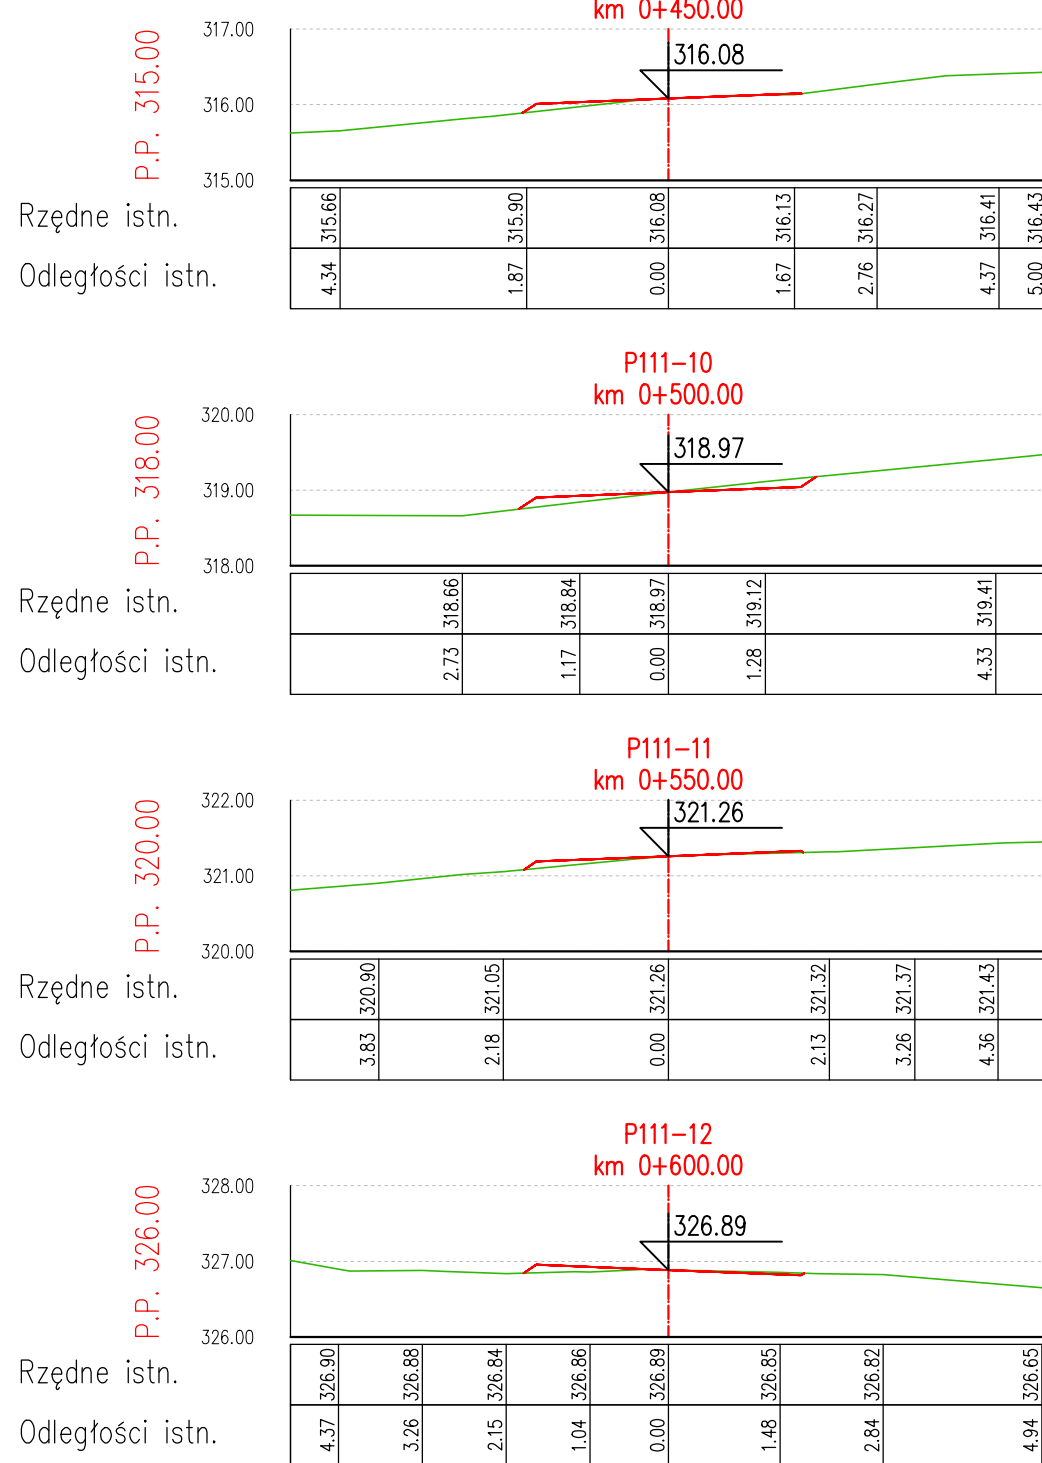 km 0+450.00
P.P. 315.00
317.00
316.08
316.00
315.00
Rzędne istn. 315.66 315.90 316.08 316.13 316.27 316.41 316.43
Odległości istn. 4.34 1.87 0.00 1.67 2.76 4.37 5.00
P111-10
km 0+500.00
P.P. 318.00
320.00
318.97
319.00
318.00
Rzędne istn. 318.66 318.84 318.97 319.12 319.41
Odległości istn. 2.73 1.17 0.00 1.28 4.33
P111-11
km 0+550.00
P.P. 320.00
322.00
321.26
321.00
320.00
Rzędne istn. 320.90 321.05 321.26 321.32 321.37 321.43
Odległości istn. 3.83 2.18 0.00 2.13 3.26 4.36
P111-12
km 0+600.00
P.P. 326.00
328.00
326.89
327.00
326.00
Rzędne istn. 326.90 326.88 326.84 326.86 326.89 326.85 326.82 326.65
Odległości istn. 4.37 3.26 2.15 1.04 0.00 1.48 2.84 4.94